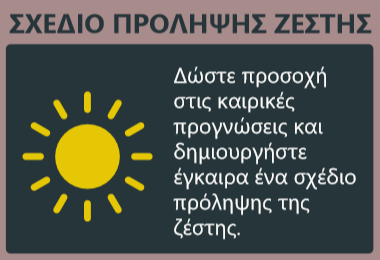 ΣΧΕΔΙΟ ΠΡΟΛΗΨΗΣ ΖΕΣΤΗΣ
Δώστε προσοχή
στις καιρικές
προγνώσεις και
δημιουργήστε
έγκαιρα ένα σχέδιο
πρόληψης της
ζέστης.